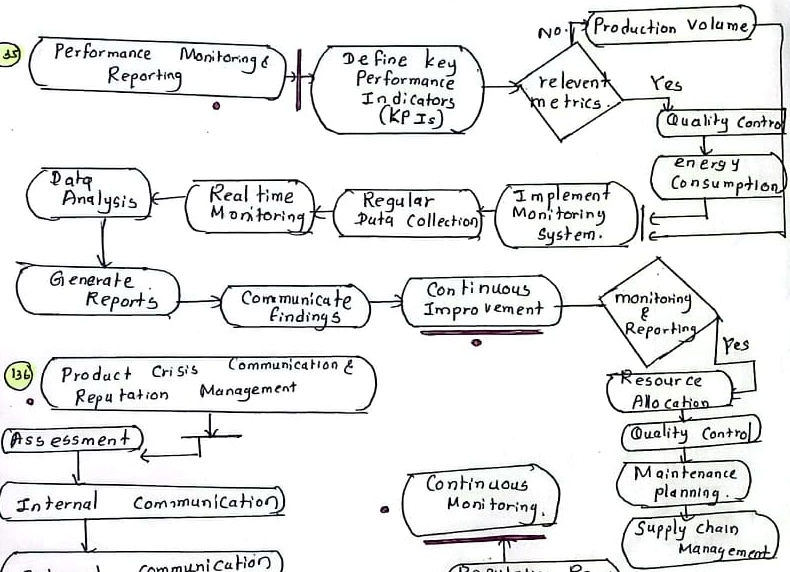 Performance Monitoring &
Reporting
Define key
Performance
Indicators
(KPIs)
relevent
metrics.
No.
Production Volume
Yes
Quality Control
energy
Consumption
Implement
Monitoring
System.
Regular
Data Collection
Real time
Monitoring
Data
Analysis
Generate
Reports
Communicate
findings
Continuous
Improvement
monitoring
&
Reporting
Yes
Resource
Allocation
Quality Control
Maintenance
planning.
Supply chain
Management
136
Product Crisis Communication &
Reputation Management
Assessment
Internal Communication
Communication
Continuous
Monitoring.